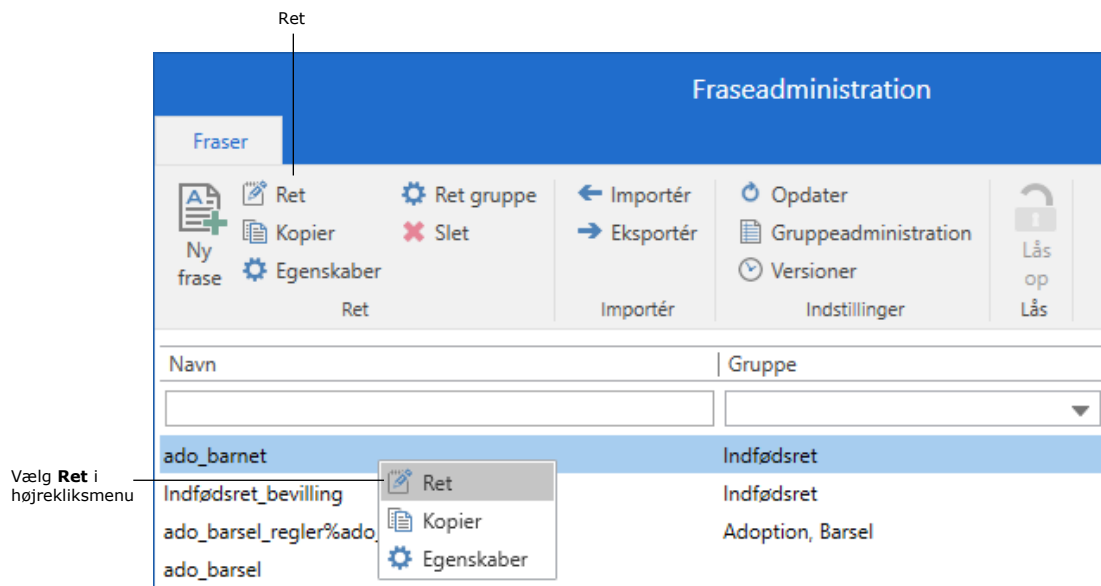 Ret
Fraseadministration
Fraser
Ny
frase
Ret
Kopier
Egenskaber
Ret gruppe
Slet
Ret
Importér
Eksportér
Importér
Opdater
Gruppeadministration
Versioner
Indstillinger
Lås
op
Lås
Navn
Gruppe
ado_barnet
Indfødsret
Indfødsret_bevilling
Indfødsret
ado_barsel_regler%ado_
Adoption, Barsel
ado_barsel
Ret
Kopier
Egenskaber
Vælg Ret i
højrekliksmenu